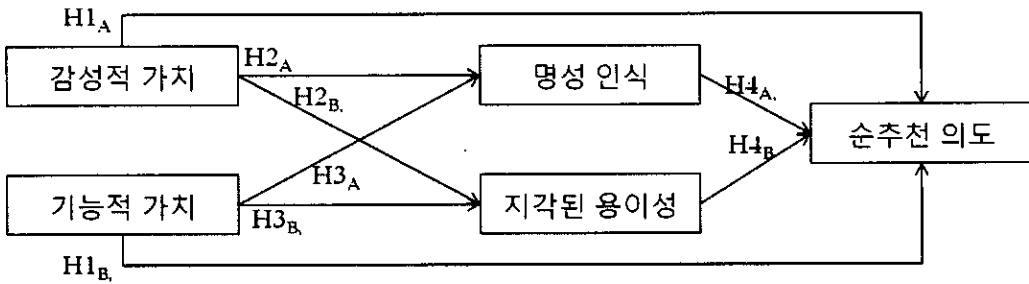 H1A
감성적 가치
H2A
명성 인식
H2B,
H4A,
순추천 의도
H4B
H3A
기능적 가치
지각된 용이성
H3B,
H1B,